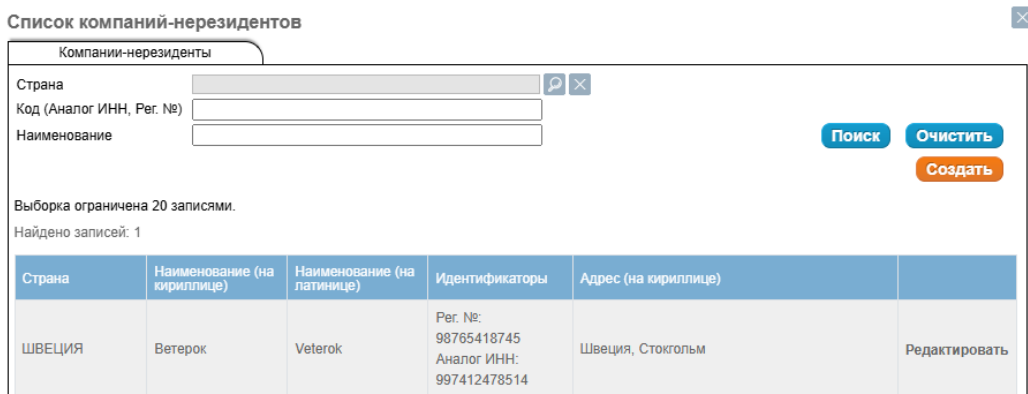 Список компаний-нерезидентов
Компании-нерезиденты
Страна
Код (Аналог ИНН, Рег. №)
Наименование
Поиск Очистить
Создать
Выборка ограничена 20 записями.
Найдено записей: 1
Страна Наименование (на кириллице) Наименование (на латинице) Идентификаторы Адрес (на кириллице)
ШВЕЦИЯ Ветерок Veterok Рег. №: 98765418745 Аналог ИНН: 997412478514 Швеция, Стокгольм Редактировать